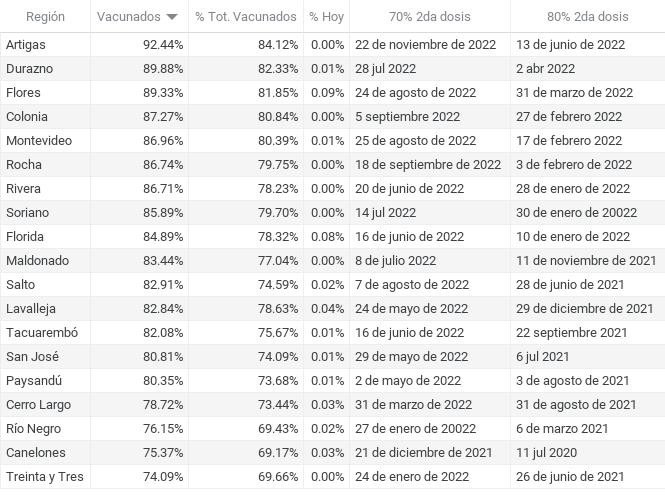 Región Vacunados % Tot. Vacunados % Hoy 70% 2da dosis 80% 2da dosis
Artigas 92.44% 84.12% 0.00% 22 de noviembre de 2022 13 de junio de 2022
Durazno 89.88% 82.33% 0.01% 28 jul 2022 2 abr 2022
Flores 89.33% 81.85% 0.09% 24 de agosto de 2022 31 de marzo de 2022
Colonia 87.27% 80.84% 0.00% 5 septiembre 2022 27 de febrero 2022
Montevideo 86.96% 80.39% 0.01% 25 de agosto de 2022 17 de febrero 2022
Rocha 86.74% 79.75% 0.00% 18 de septiembre de 2022 3 de febrero de 2022
Rivera 86.71% 78.23% 0.00% 20 de junio de 2022 28 de enero de 2022
Soriano 85.89% 79.70% 0.00% 14 jul 2022 30 de enero de 20022
Florida 84.89% 78.32% 0.08% 16 de junio de 2022 10 de enero de 2022
Maldonado 83.44% 77.04% 0.00% 8 de julio 2022 11 de noviembre de 2021
Salto 82.91% 74.59% 0.02% 7 de agosto de 2022 28 de junio de 2021
Lavalleja 82.84% 78.63% 0.04% 24 de mayo de 2022 29 de diciembre de 2021
Tacuarembó 82.08% 75.67% 0.01% 16 de junio de 2022 22 septiembre 2021
San José 80.81% 74.09% 0.01% 29 de mayo de 2022 6 jul 2021
Paysandú 80.35% 73.68% 0.01% 2 de mayo de 2022 3 de agosto de 2021
Cerro Largo 78.72% 73.44% 0.03% 31 de marzo de 2022 31 de agosto de 2021
Río Negro 76.15% 69.43% 0.02% 27 de enero de 20022 6 de marzo de 2021
Canelones 75.37% 69.17% 0.03% 21 de diciembre de 2021 11 jul 2020
Treinta y Tres 74.09% 69.66% 0.00% 24 de enero de 2022 26 de junio de 2021